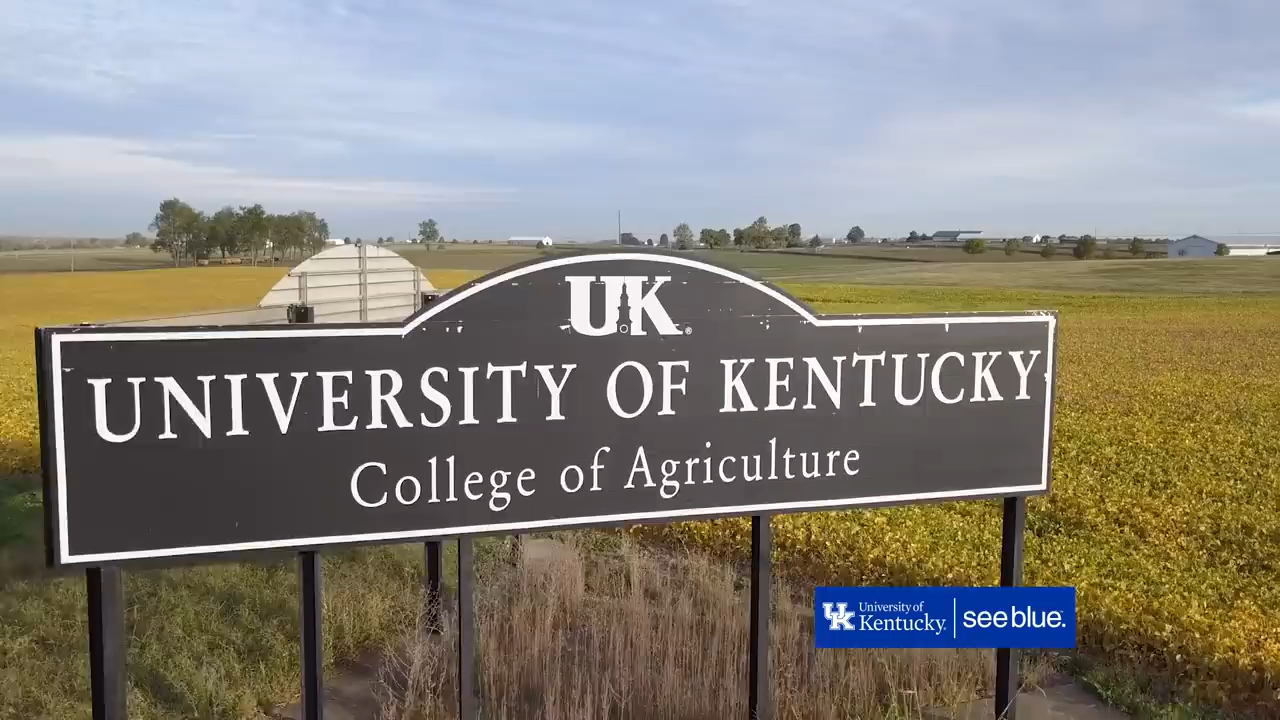 UK®
UNIVERSITY OF KENTUCKY
College of Agriculture
UK University of Kentucky. | see blue.